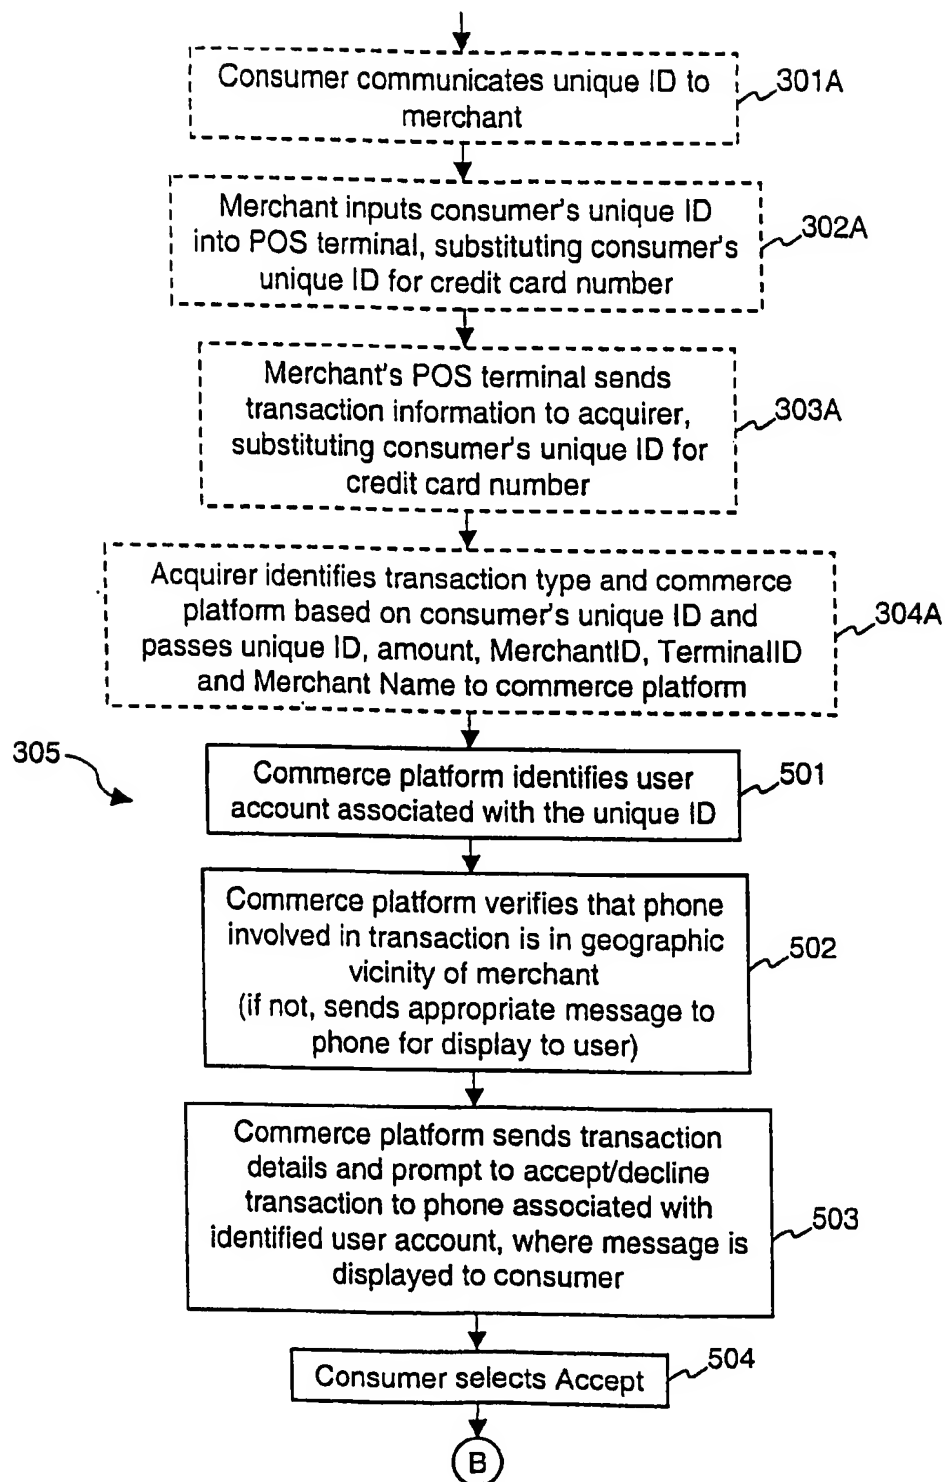 Consumer communicates unique ID to
merchant
301A
Merchant inputs consumer's unique ID
into POS terminal, substituting consumer's
unique ID for credit card number
302A
Merchant's POS terminal sends
transaction information to acquirer,
substituting consumer's unique ID for
credit card number
303A
Acquirer identifies transaction type and commerce
platform based on consumer's unique ID and
passes unique ID, amount, MerchantID, TerminalID
and Merchant Name to commerce platform
304A
305
Commerce platform identifies user
account associated with the unique ID
501
Commerce platform verifies that phone
involved in transaction is in geographic
vicinity of merchant
(if not, sends appropriate message to
phone for display to user)
502
Commerce platform sends transaction
details and prompt to accept/decline
transaction to phone associated with
identified user account, where message is
displayed to consumer
503
Consumer selects Accept
504
B